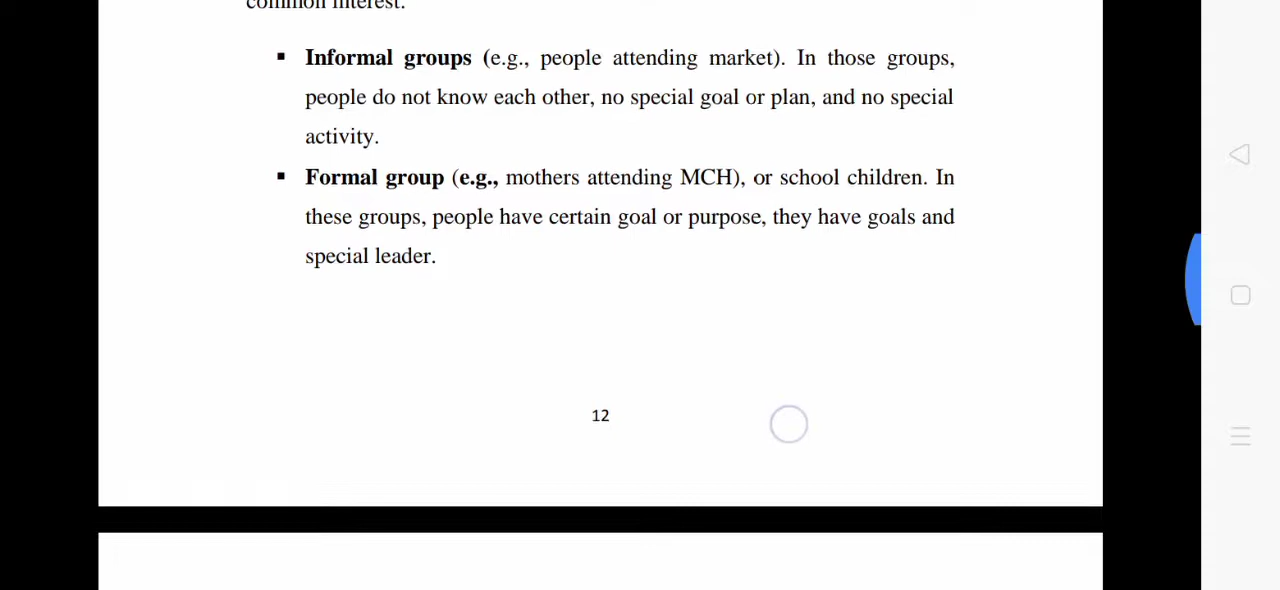 common interest.
▪ Informal groups (e.g., people attending market). In those groups,
people do not know each other, no special goal or plan, and no special
activity.
▪ Formal group (e.g., mothers attending MCH), or school children. In
these groups, people have certain goal or purpose, they have goals and
special leader.
12